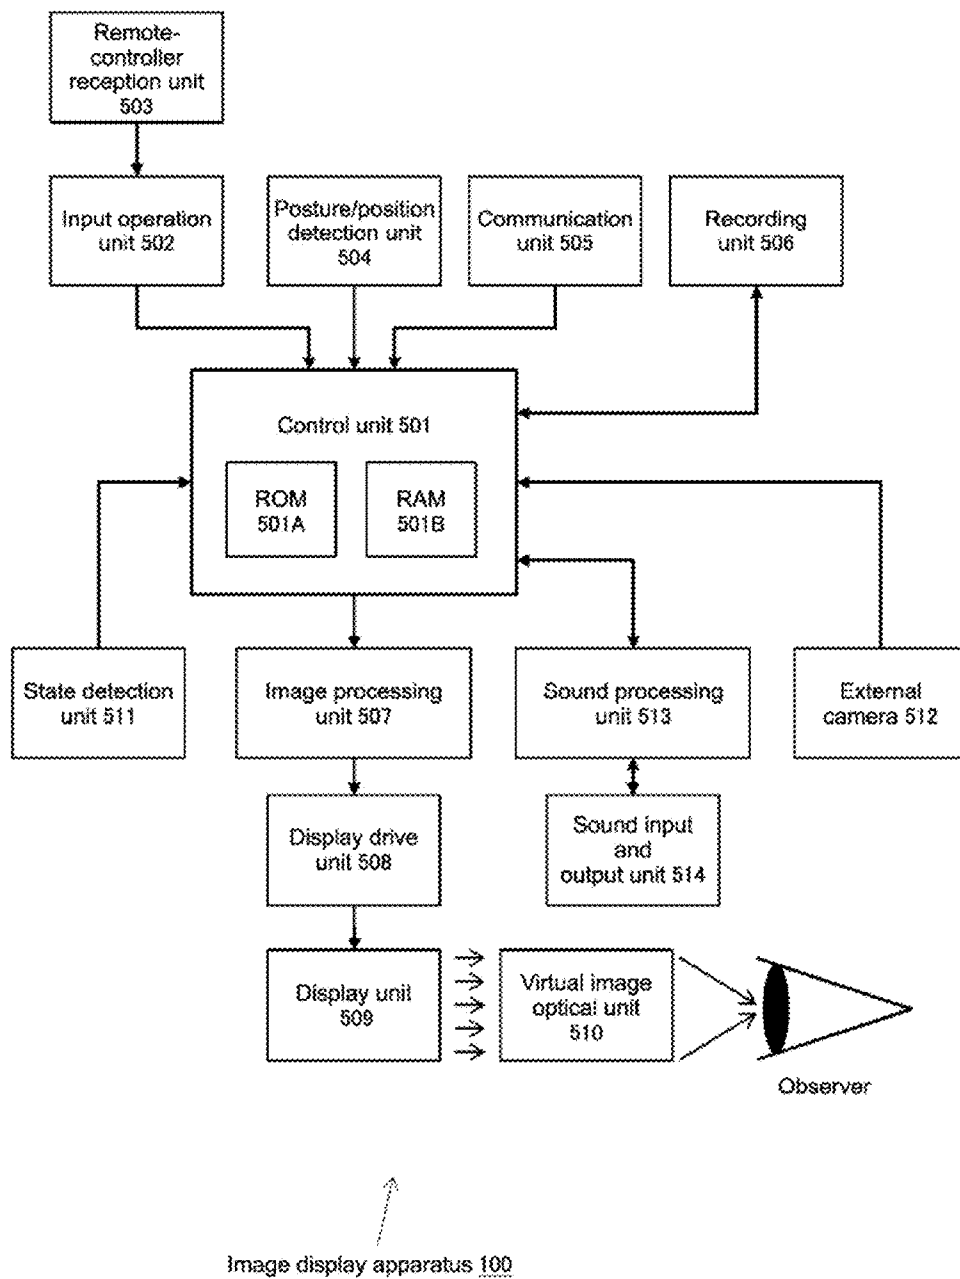 Remote-
controller
reception unit
503
Input operation
unit 502
Posture/position
detection unit
504
Communication
unit 505
Recording
unit 506
Control unit 501
ROM
501A
RAM
501B
State detection
unit 511
Image processing
unit 507
Sound processing
unit 513
External
camera 512
Display drive
unit 508
Sound input
and
output unit 514
Display unit
509
Virtual image
optical unit
510
Observer
Image display apparatus 100